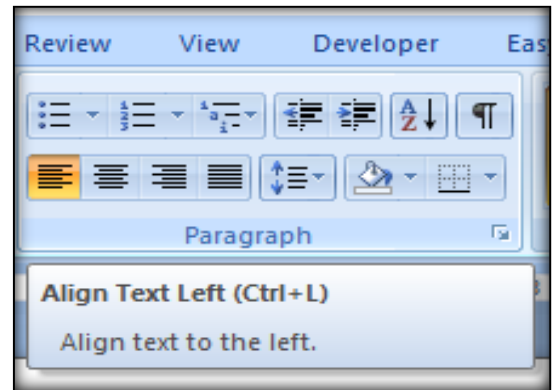 Review View Developer Eas
Paragraph
Align Text Left (Ctrl+L)
Align text to the left.